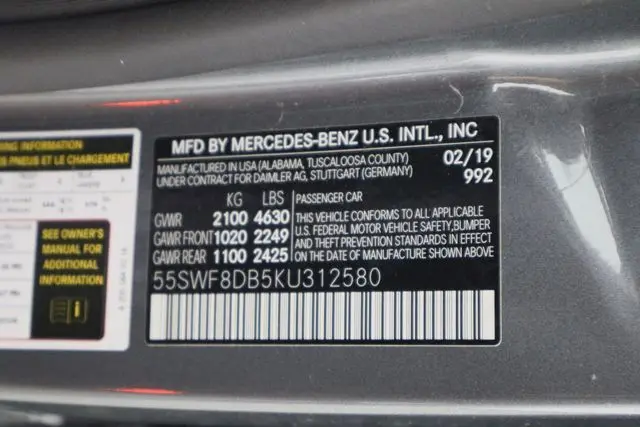 MFD BY MERCEDES-BENZ U.S. INTL., INC
MANUFACTURED IN USA (ALABAMA, TUSCALOOSA COUNTY) 02/19
UNDER CONTRACT FOR DAIMLER AG, STUTTGART (GERMANY) 992
KG LBS PASSENGER CAR
GVWR 2100 4630
GAWR FRONT 1020 2249
GAWR REAR 1100 2425
THIS VEHICLE CONFORMS TO ALL APPLICABLE
U.S. FEDERAL MOTOR VEHICLE SAFETY, BUMPER
AND THEFT PREVENTION STANDARDS IN EFFECT
ON THE DATE OF MANUFACTURE SHOWN ABOVE
55SWF8DB5KU312580
INFORMATION
PNEUS ET LE CHARGEMENT
SEE OWNER'S
MANUAL FOR
ADDITIONAL
INFORMATION